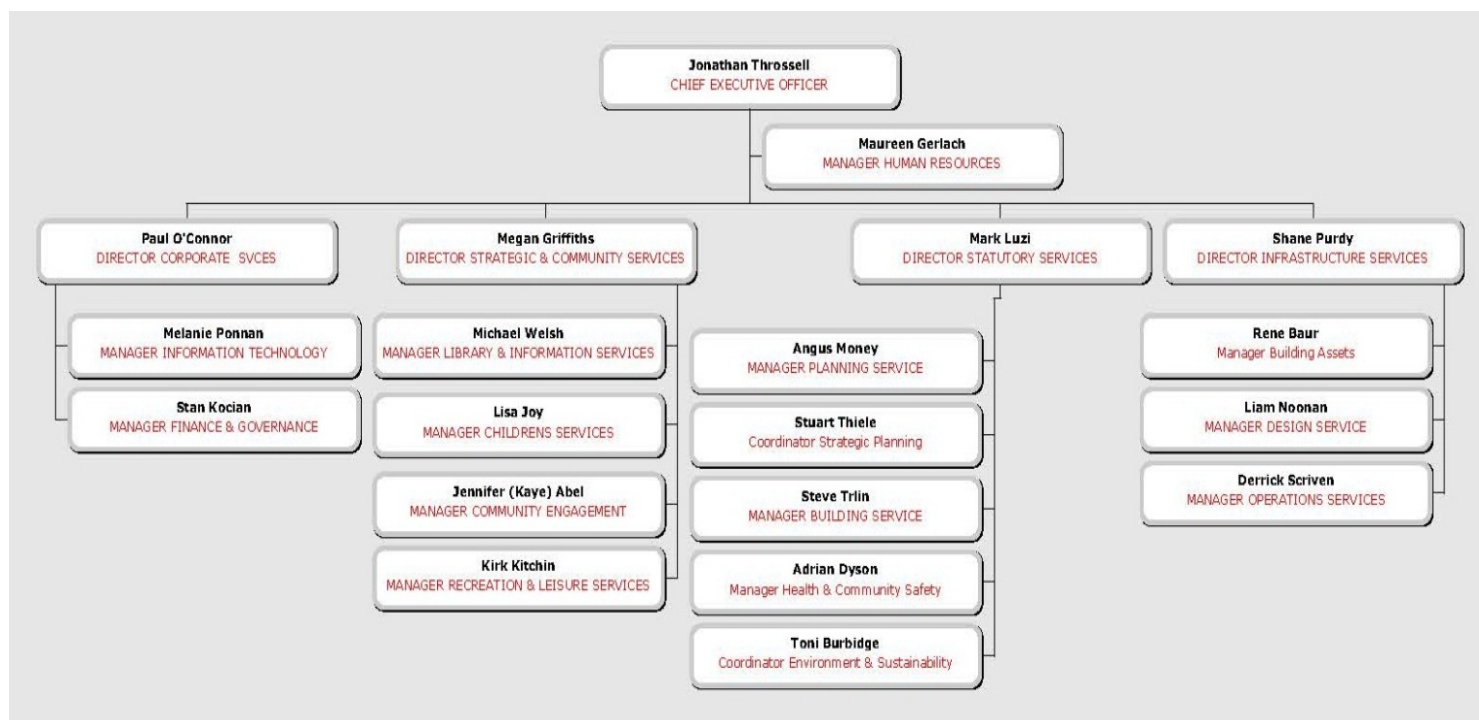 Jonathan Throssell
CHIEF EXECUTIVE OFFICER
Maureen Gerlach
MANAGER HUMAN RESOURCES
Paul O'Connor
DIRECTOR CORPORATE SVCES
Megan Griffiths
DIRECTOR STRATEGIC & COMMUNITY SERVICES
Mark Luzi
DIRECTOR STATUTORY SERVICES
Shane Purdy
DIRECTOR INFRASTRUCTURE SERVICES
Melanie Ponnan
MANAGER INFORMATION TECHNOLOGY
Stan Kocian
MANAGER FINANCE & GOVERNANCE
Michael Welsh
MANAGER LIBRARY & INFORMATION SERVICES
Lisa Joy
MANAGER CHILDRENS SERVICES
Jennifer (Kaye) Abel
MANAGER COMMUNITY ENGAGEMENT
Kirk Kitchin
MANAGER RECREATION & LEISURE SERVICES
Angus Money
MANAGER PLANNING SERVICE
Stuart Thiele
Coordinator Strategic Planning
Steve Trlin
MANAGER BUILDING SERVICE
Adrian Dyson
Manager Health & Community Safety
Toni Burbidge
Coordinator Environment & Sustainability
Rene Baur
Manager Building Assets
Liam Noonan
MANAGER DESIGN SERVICE
Derrick Scriven
MANAGER OPERATIONS SERVICES